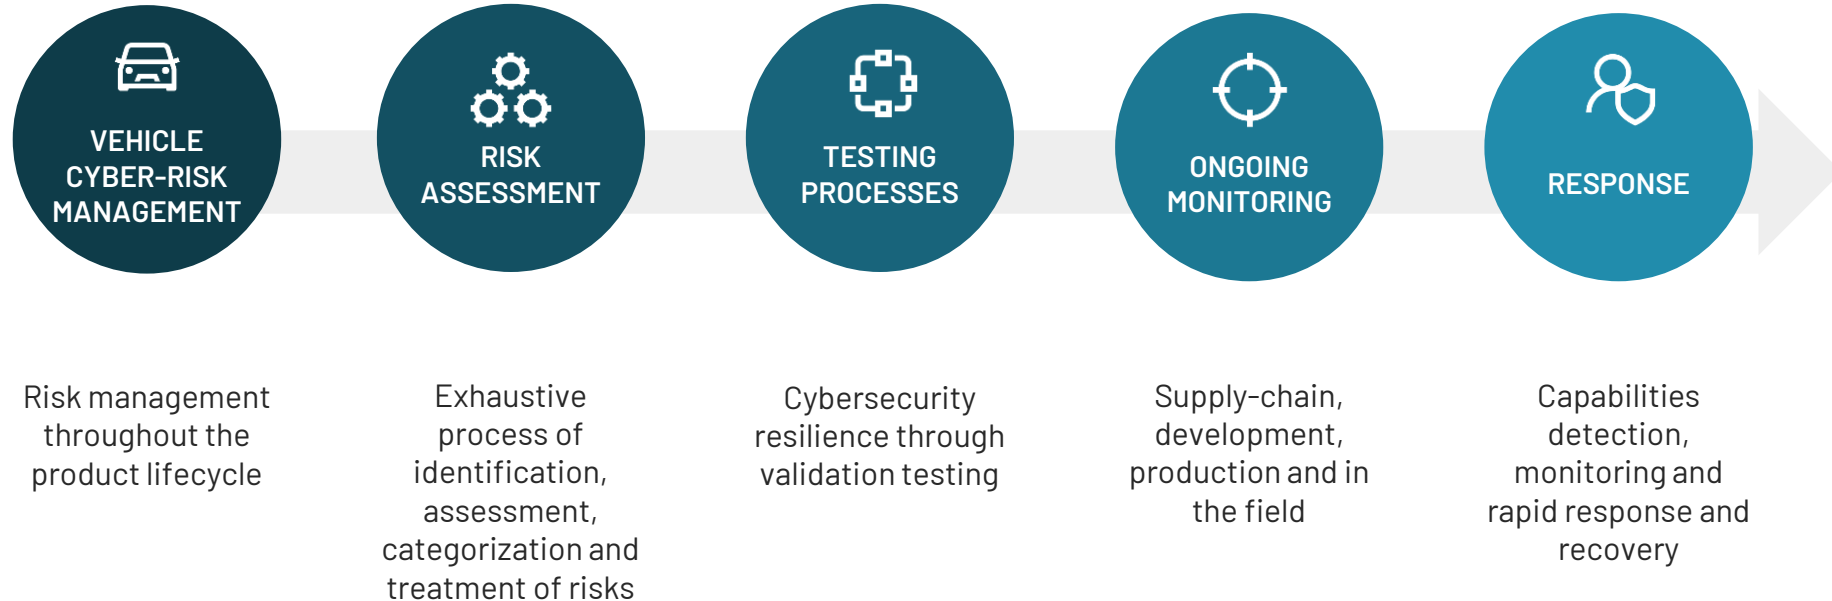 VEHICLE
CYBER-RISK
MANAGEMENT
RISK
ASSESSMENT
TESTING
PROCESSES
ONGOING
MONITORING
RESPONSE
Risk management
throughout the
product lifecycle
Exhaustive
process of
identification,
assessment,
categorization and
treatment of risks
Cybersecurity
resilience through
validation testing
Supply-chain,
development,
production and in
the field
Capabilities
detection,
monitoring and
rapid response and
recovery